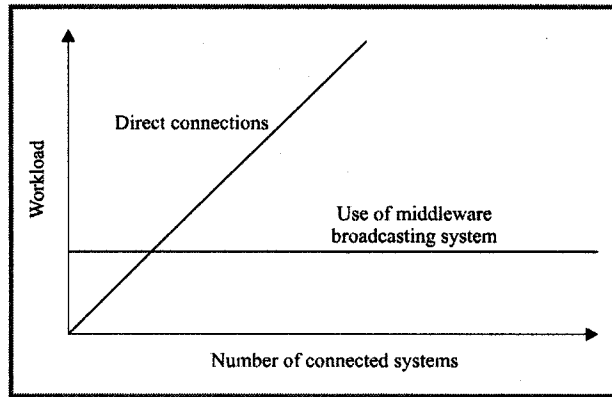 Direct connections
Workload
Use of middleware
broadcasting system
Number of connected systems